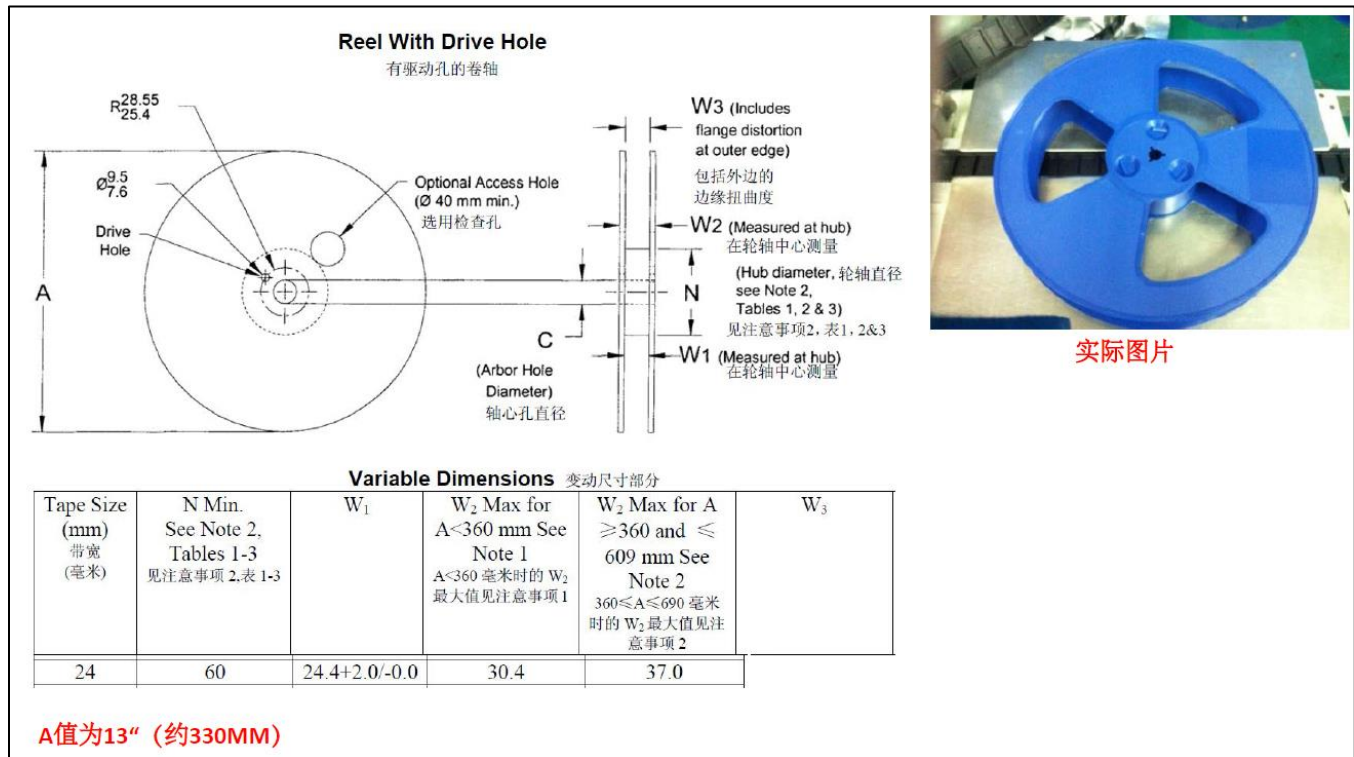 Reel With Drive Hole
有驱动孔的卷轴
R28.55
25.4
Ø9.5
7.6
Drive
Hole
A
Optional Access Hole
(Ø 40 mm min.)
选用检查孔
C
(Arbor Hole
Diameter)
轴心孔直径
W3 (Includes
flange distortion
at outer edge)
包括外边的
边缘扭曲度
W2 (Measured at hub)
在轮轴中心测量
N
(Hub diameter, 轮轴直径
see Note 2,
Tables 1, 2 & 3)
见注意事项2, 表1, 2&3
W1 (Measured at hub)
在轮轴中心测量
实际图片
Variable Dimensions 变动尺寸部分
Tape Size
(mm)
带宽
(毫米)
N Min.
See Note 2,
Tables 1-3
见注意事项 2,表 1-3
W1
W2 Max for
A<360 mm See
Note 1
A<360 毫米时的 W2
最大值见注意事项1
W2 Max for A
≥360 and ≤
609 mm See
Note 2
360≤A≤690 毫米
时的 W2 最大值见注
意事项 2
W3
24
60
24.4+2.0/-0.0
30.4
37.0
A值为13“（约330MM）